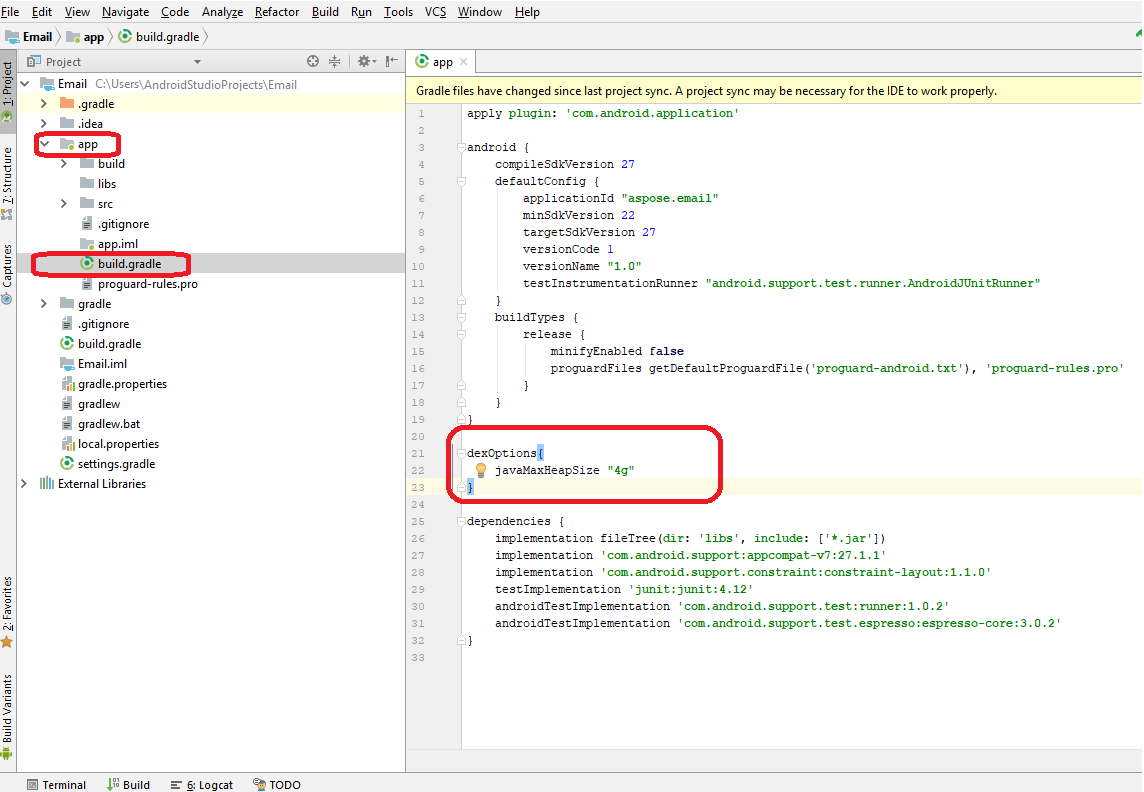 File Edit View Navigate Code Analyze Refactor Build Run Tools VCS Window Help
Email app build.gradle
Project
app
1: Project
7: Structure
Captures
2: Favorites
Build Variants
Email C:\Users\AndroidStudioProjects\Email
.gradle
.idea
app
build
libs
src
.gitignore
app.iml
build.gradle
proguard-rules.pro
gradle
.gitignore
build.gradle
Email.iml
gradle.properties
gradlew
gradlew.bat
local.properties
settings.gradle
External Libraries
Gradle files have changed since last project sync. A project sync may be necessary for the IDE to work properly.
1 apply plugin: 'com.android.application'
2
3 android {
4 compileSdkVersion 27
5 defaultConfig {
6 applicationId "aspose.email"
7 minSdkVersion 22
8 targetSdkVersion 27
9 versionCode 1
10 versionName "1.0"
11 testInstrumentationRunner "android.support.test.runner.AndroidJUnitRunner"
12 }
13 buildTypes {
14 release {
15 minifyEnabled false
16 proguardFiles getDefaultProguardFile('proguard-android.txt'), 'proguard-rules.pro'
17 }
18 }
19 }
20
21 dexOptions{
22 javaMaxHeapSize "4g"
23 }
24
25 dependencies {
26 implementation fileTree(dir: 'libs', include: ['*.jar'])
27 implementation 'com.android.support:appcompat-v7:27.1.1'
28 implementation 'com.android.support.constraint:constraint-layout:1.1.0'
29 testImplementation 'junit:junit:4.12'
30 androidTestImplementation 'com.android.support.test:runner:1.0.2'
31 androidTestImplementation 'com.android.support.test.espresso:espresso-core:3.0.2'
32 }
33
Terminal Build 6: Logcat TODO